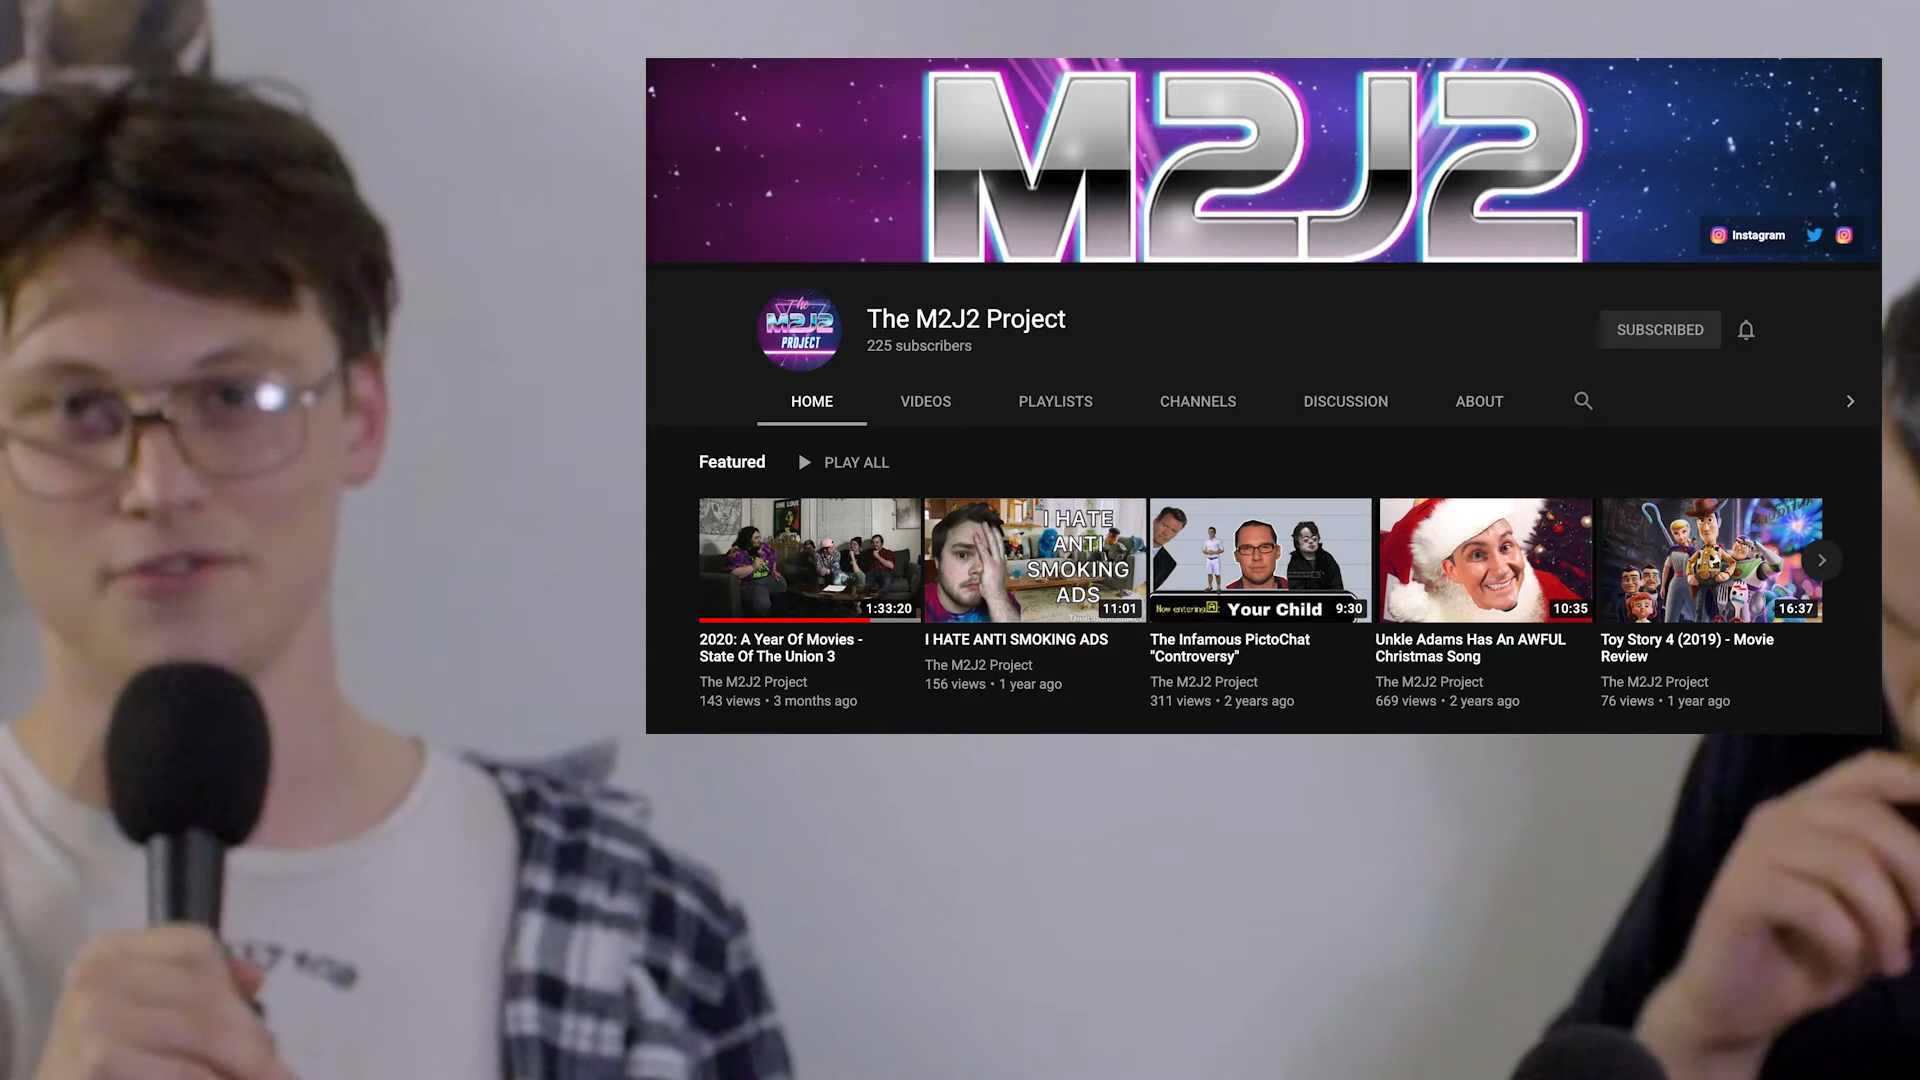 M2J2
Instagram
The
M2J2
PROJECT
The M2J2 Project
225 subscribers
SUBSCRIBED
HOME
VIDEOS
PLAYLISTS
CHANNELS
DISCUSSION
ABOUT
Featured
PLAY ALL
ONE LOVE
1:33:20
I HATE
ANTI
SMOKING
ADS
11:01
Now entering A: Your Child
9:30
10:35
16:37
2020: A Year Of Movies -
State Of The Union 3
The M2J2 Project
143 views • 3 months ago
I HATE ANTI SMOKING ADS
The M2J2 Project
156 views • 1 year ago
The Infamous PictoChat
"Controversy"
The M2J2 Project
311 views • 2 years ago
Unkle Adams Has An AWFUL
Christmas Song
The M2J2 Project
669 views • 2 years ago
Toy Story 4 (2019) - Movie
Review
The M2J2 Project
76 views • 1 year ago